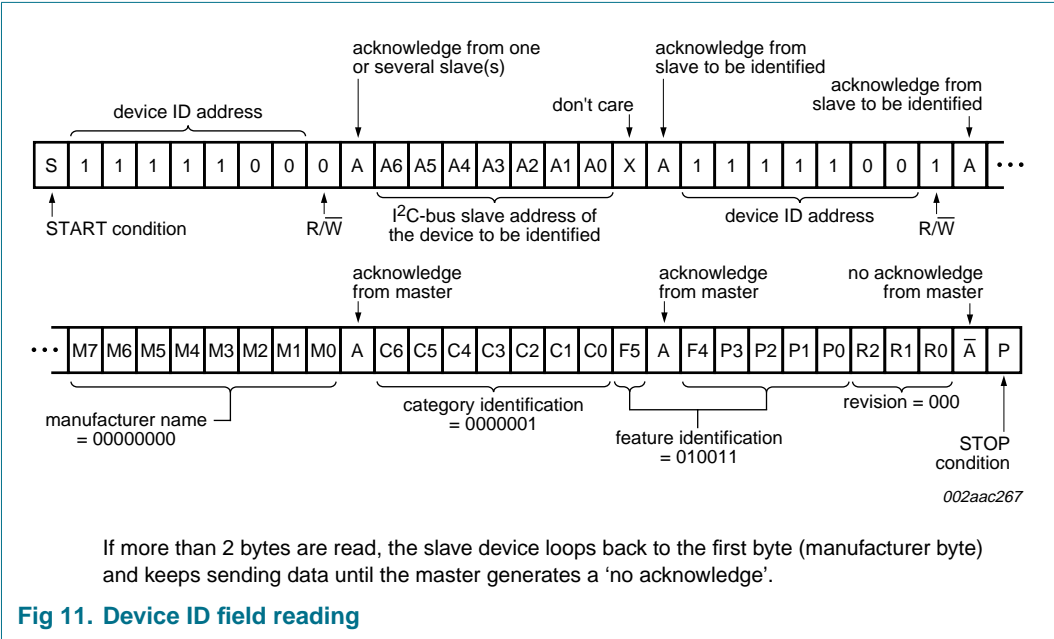 acknowledge from one
or several slave(s)
acknowledge from
slave to be identified
acknowledge from
slave to be identified
don't care
device ID address
S 1 1 1 1 1 0 0 0 A A6 A5 A4 A3 A2 A1 A0 X A 1 1 1 1 1 0 0 1 A •••
START condition
R/W̅
I²C-bus slave address of
the device to be identified
device ID address
R/W̅
acknowledge
from master
acknowledge
from master
no acknowledge
from master
••• M7 M6 M5 M4 M3 M2 M1 M0 A C6 C5 C4 C3 C2 C1 C0 F5 A F4 P3 P2 P1 P0 R2 R1 R0 A̅ P
manufacturer name
= 00000000
category identification
= 0000001
feature identification
= 010011
revision = 000
STOP
condition
002aac267
If more than 2 bytes are read, the slave device loops back to the first byte (manufacturer byte)
and keeps sending data until the master generates a ‘no acknowledge’.
Fig 11. Device ID field reading